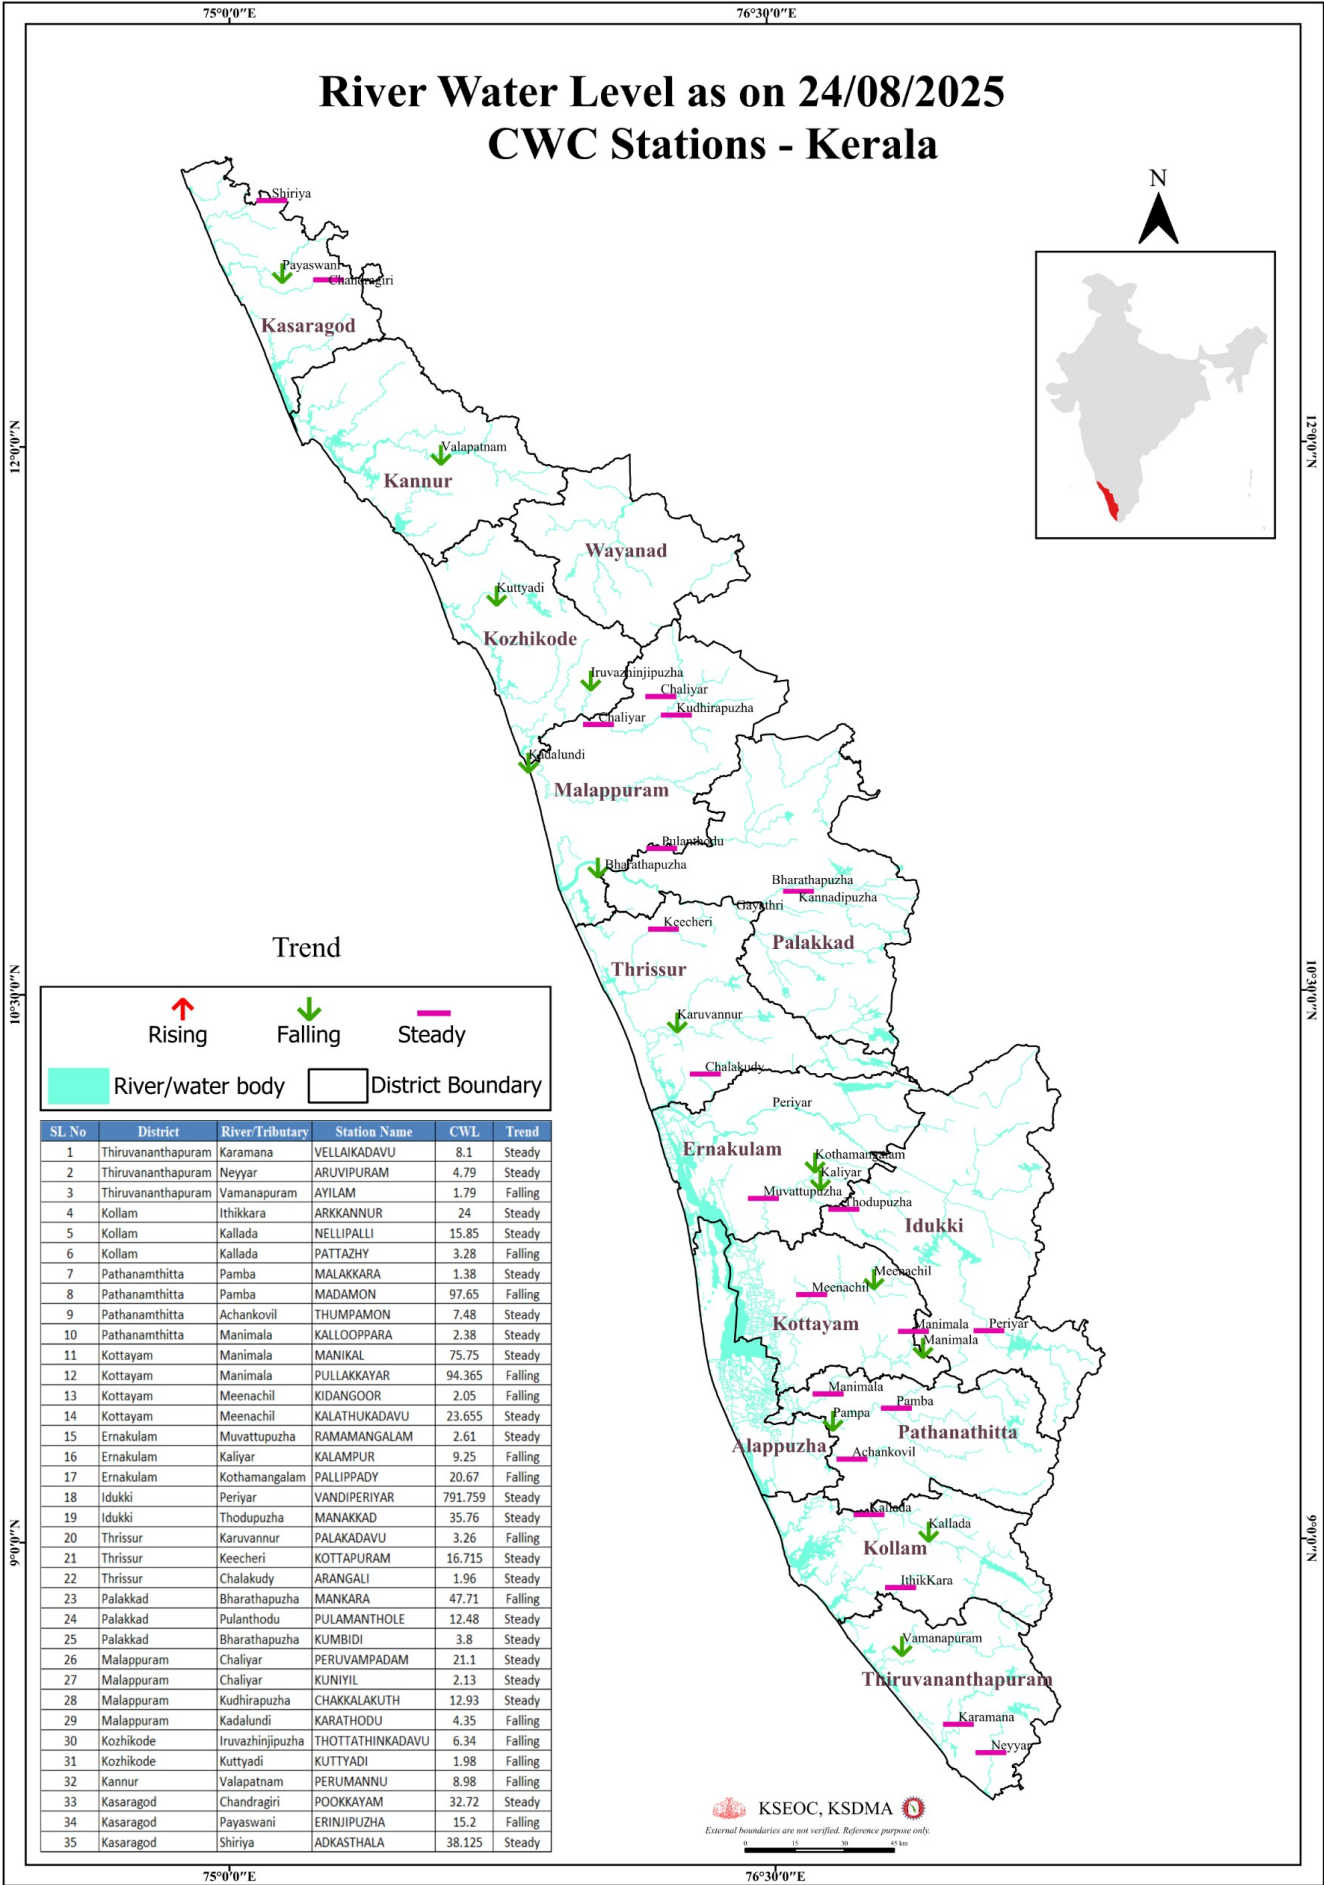 75°0'0"E 76°30'0"E
River Water Level as on 24/08/2025
CWC Stations - Kerala
N
Shiriya
Payaswani
Chandragiri
Kasaragod
12°0'0"N 12°0'0"N
Valapatnam
Kannur
Wayanad
Kuttyadi
Kozhikode
Iruvazhinjipuzha
Chaliyar
Kudhirapuzha
Chaliyar
Kadalundi
Malappuram
Pulanthodu
Bharathapuzha
Bharathapuzha
Kannadipuzha
Gayathri
Keecheri
Palakkad
Thrissur
10°30'0"N 10°30'0"N
Karuvannur
Chalakudy
Periyar
Ernakulam
Kothamangalam
Kaliyar
Muvattupuzha
Thodupuzha
Idukki
Meenachil
Meenachil
Kottayam
Manimala
Periyar
Manimala
Manimala
Pamba
Pampa
Pathanathitta
Alappuzha
Achankovil
Kallada
Kallada
Kollam
9°0'0"N 9°0'0"N
IthikKara
Vamanapuram
Thiruvananthapuram
Karamana
Neyyar
Trend
Rising Falling Steady
River/water body District Boundary
SL No District River/Tributary Station Name CWL Trend
1 Thiruvananthapuram Karamana VELLAIKADAVU 8.1 Steady
2 Thiruvananthapuram Neyyar ARUVIPURAM 4.79 Steady
3 Thiruvananthapuram Vamanapuram AYILAM 1.79 Falling
4 Kollam Ithikkara ARKKANNUR 24 Steady
5 Kollam Kallada NELLIPALLI 15.85 Steady
6 Kollam Kallada PATTAZHY 3.28 Falling
7 Pathanamthitta Pamba MALAKKARA 1.38 Steady
8 Pathanamthitta Pamba MADAMON 97.65 Falling
9 Pathanamthitta Achankovil THUMPAMON 7.48 Steady
10 Pathanamthitta Manimala KALLOOPPARA 2.38 Steady
11 Kottayam Manimala MANIKAL 75.75 Steady
12 Kottayam Manimala PULLAKKAYAR 94.365 Falling
13 Kottayam Meenachil KIDANGOOR 2.05 Falling
14 Kottayam Meenachil KALATHUKADAVU 23.655 Steady
15 Ernakulam Muvattupuzha RAMAMANGALAM 2.61 Steady
16 Ernakulam Kaliyar KALAMPUR 9.25 Falling
17 Ernakulam Kothamangalam PALLIPPADY 20.67 Falling
18 Idukki Periyar VANDIPERIYAR 791.759 Steady
19 Idukki Thodupuzha MANAKKAD 35.76 Steady
20 Thrissur Karuvannur PALAKADAVU 3.26 Falling
21 Thrissur Keecheri KOTTAPURAM 16.715 Steady
22 Thrissur Chalakudy ARANGALI 1.96 Steady
23 Palakkad Bharathapuzha MANKARA 47.71 Falling
24 Palakkad Pulanthodu PULAMANTHOLE 12.48 Steady
25 Palakkad Bharathapuzha KUMBIDI 3.8 Steady
26 Malappuram Chaliyar PERUVAMPADAM 21.1 Steady
27 Malappuram Chaliyar KUNIYIL 2.13 Steady
28 Malappuram Kudhirapuzha CHAKKALAKUTH 12.93 Steady
29 Malappuram Kadalundi KARATHODU 4.35 Falling
30 Kozhikode Iruvazhinjipuzha THOTTATHINKADAVU 6.34 Falling
31 Kozhikode Kuttyadi KUTTYADI 1.98 Falling
32 Kannur Valapatnam PERUMANNU 8.98 Falling
33 Kasaragod Chandragiri POOKKAYAM 32.72 Steady
34 Kasaragod Payaswani ERINJIPUZHA 15.2 Falling
35 Kasaragod Shiriya ADKASTHALA 38.125 Steady
KSEOC, KSDMA
External boundaries are not verified. Reference purpose only.
0 15 30 45 km
75°0'0"E 76°30'0"E